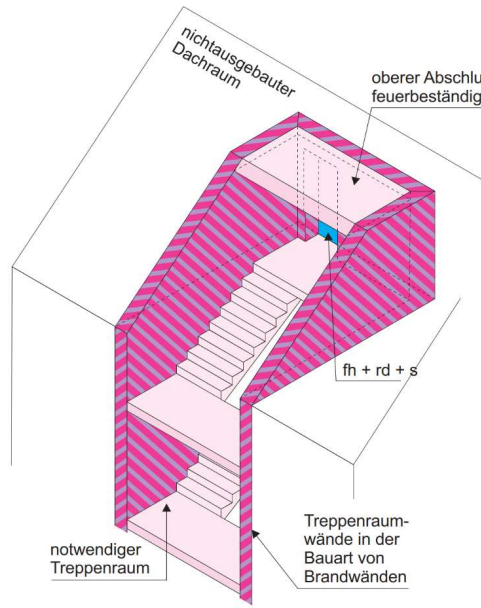 nichtausgebauter
Dachraum
oberer Abschlu
feuerbeständig
fh + rd + s
notwendiger
Treppenraum
Treppenraum-
wände in der
Bauart von
Brandwänden